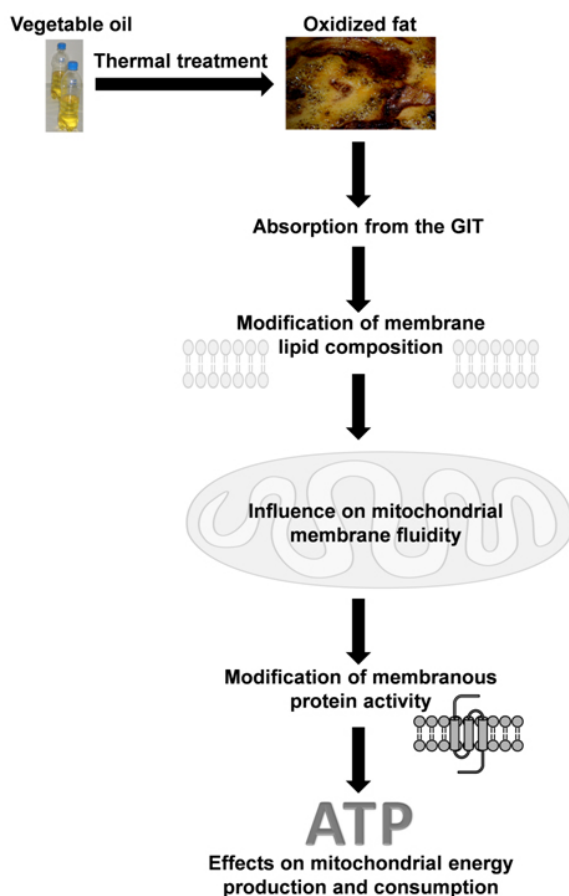 Vegetable oil
Oxidized fat
Thermal treatment
Absorption from the GIT
Modification of membrane
lipid composition
Influence on mitochondrial
membrane fluidity
Modification of membranous
protein activity
ATP
Effects on mitochondrial energy
production and consumption